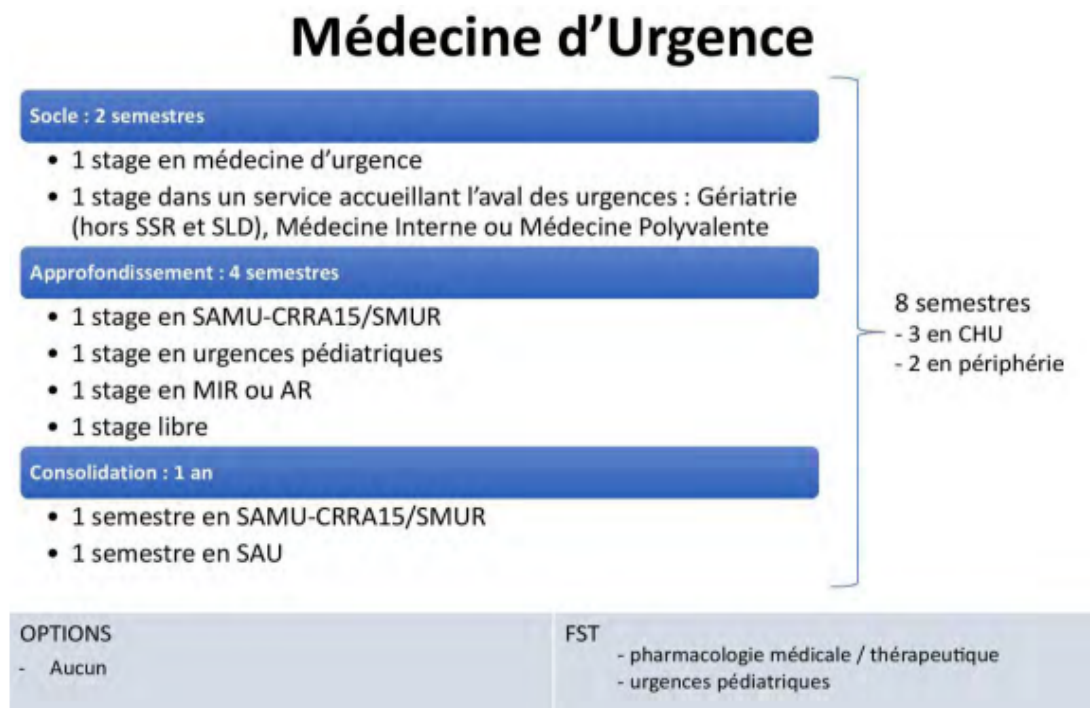 Médecine d'Urgence
Socle : 2 semestres
• 1 stage en médecine d'urgence
• 1 stage dans un service accueillant l'aval des urgences : Gériatrie
(hors SSR et SLD), Médecine Interne ou Médecine Polyvalente
Approfondissement : 4 semestres
• 1 stage en SAMU-CRRA15/SMUR
• 1 stage en urgences pédiatriques
• 1 stage en MIR ou AR
• 1 stage libre
Consolidation : 1 an
• 1 semestre en SAMU-CRRA15/SMUR
• 1 semestre en SAU
8 semestres
- 3 en CHU
- 2 en périphérie
OPTIONS
- Aucun
FST
- pharmacologie médicale / thérapeutique
- urgences pédiatriques